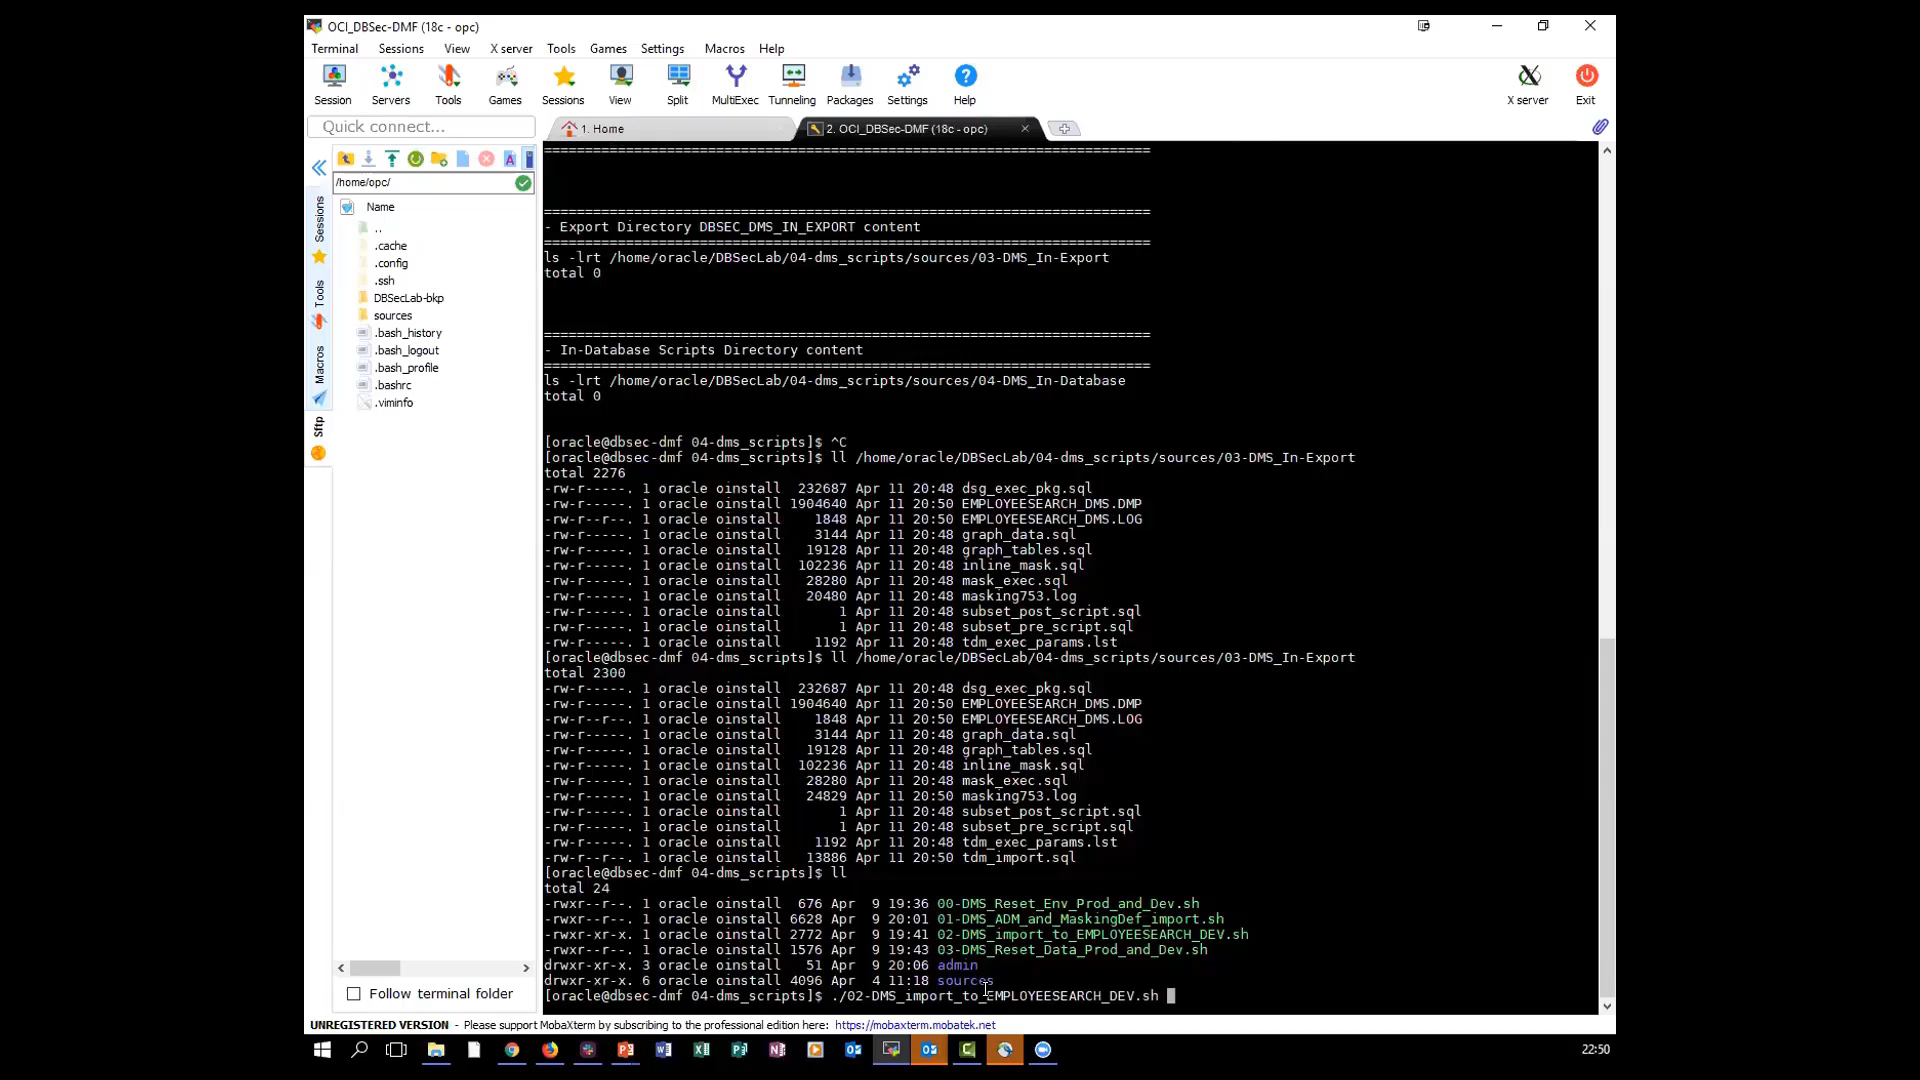 OCI_DBSec-DMF (18c - opc)
Terminal Sessions View X server Tools Games Settings Macros Help
Session Servers Tools Games Sessions View Split MultiExec Tunneling Packages Settings Help X server Exit
Quick connect...
1. Home
2. OCI_DBSec-DMF (18c - opc)
/home/opc/
Name
..
.cache
.config
.ssh
DBSecLab-bkp
sources
.bash_history
.bash_logout
.bash_profile
.bashrc
.viminfo
Sessions
Tools
Macros
Sftp
Follow terminal folder
===========================================================================
===========================================================================
- Export Directory DBSEC_DMS_IN_EXPORT content
===========================================================================
ls -lrt /home/oracle/DBSecLab/04-dms_scripts/sources/03-DMS_In-Export
total 0
===========================================================================
- In-Database Scripts Directory content
===========================================================================
ls -lrt /home/oracle/DBSecLab/04-dms_scripts/sources/04-DMS_In-Database
total 0
[oracle@dbsec-dmf 04-dms_scripts]$ ^C
[oracle@dbsec-dmf 04-dms_scripts]$ ll /home/oracle/DBSecLab/04-dms_scripts/sources/03-DMS_In-Export
total 2276
-rw-r-----. 1 oracle oinstall 232687 Apr 11 20:48 dsg_exec_pkg.sql
-rw-r-----. 1 oracle oinstall 1904640 Apr 11 20:50 EMPLOYEESEARCH_DMS.DMP
-rw-r--r--. 1 oracle oinstall 1848 Apr 11 20:50 EMPLOYEESEARCH_DMS.LOG
-rw-r-----. 1 oracle oinstall 3144 Apr 11 20:48 graph_data.sql
-rw-r-----. 1 oracle oinstall 19128 Apr 11 20:48 graph_tables.sql
-rw-r-----. 1 oracle oinstall 102236 Apr 11 20:48 inline_mask.sql
-rw-r-----. 1 oracle oinstall 28280 Apr 11 20:48 mask_exec.sql
-rw-r-----. 1 oracle oinstall 20480 Apr 11 20:48 masking753.log
-rw-r-----. 1 oracle oinstall 1 Apr 11 20:48 subset_post_script.sql
-rw-r-----. 1 oracle oinstall 1 Apr 11 20:48 subset_pre_script.sql
-rw-r-----. 1 oracle oinstall 1192 Apr 11 20:48 tdm_exec_params.lst
[oracle@dbsec-dmf 04-dms_scripts]$ ll /home/oracle/DBSecLab/04-dms_scripts/sources/03-DMS_In-Export
total 2300
-rw-r-----. 1 oracle oinstall 232687 Apr 11 20:48 dsg_exec_pkg.sql
-rw-r-----. 1 oracle oinstall 1904640 Apr 11 20:50 EMPLOYEESEARCH_DMS.DMP
-rw-r--r--. 1 oracle oinstall 1848 Apr 11 20:50 EMPLOYEESEARCH_DMS.LOG
-rw-r-----. 1 oracle oinstall 3144 Apr 11 20:48 graph_data.sql
-rw-r-----. 1 oracle oinstall 19128 Apr 11 20:48 graph_tables.sql
-rw-r-----. 1 oracle oinstall 102236 Apr 11 20:48 inline_mask.sql
-rw-r-----. 1 oracle oinstall 28280 Apr 11 20:48 mask_exec.sql
-rw-r-----. 1 oracle oinstall 24829 Apr 11 20:50 masking753.log
-rw-r-----. 1 oracle oinstall 1 Apr 11 20:48 subset_post_script.sql
-rw-r-----. 1 oracle oinstall 1 Apr 11 20:48 subset_pre_script.sql
-rw-r-----. 1 oracle oinstall 1192 Apr 11 20:48 tdm_exec_params.lst
-rw-r--r--. 1 oracle oinstall 13886 Apr 11 20:50 tdm_import.sql
[oracle@dbsec-dmf 04-dms_scripts]$ ll
total 24
-rwxr--r--. 1 oracle oinstall 676 Apr 9 19:36 00-DMS_Reset_Env_Prod_and_Dev.sh
-rwxr--r--. 1 oracle oinstall 6628 Apr 9 20:01 01-DMS_ADM_and_MaskingDef_import.sh
-rwxr-xr-x. 1 oracle oinstall 2772 Apr 9 19:41 02-DMS_import_to_EMPLOYEESEARCH_DEV.sh
-rwxr--r--. 1 oracle oinstall 1576 Apr 9 19:43 03-DMS_Reset_Data_Prod_and_Dev.sh
drwxr-xr-x. 3 oracle oinstall 51 Apr 9 20:06 admin
drwxr-xr-x. 6 oracle oinstall 4096 Apr 4 11:18 sources
[oracle@dbsec-dmf 04-dms_scripts]$ ./02-DMS_import_to_EMPLOYEESEARCH_DEV.sh
UNREGISTERED VERSION - Please support MobaXterm by subscribing to the professional edition here: https://mobaxterm.mobatek.net
22:50